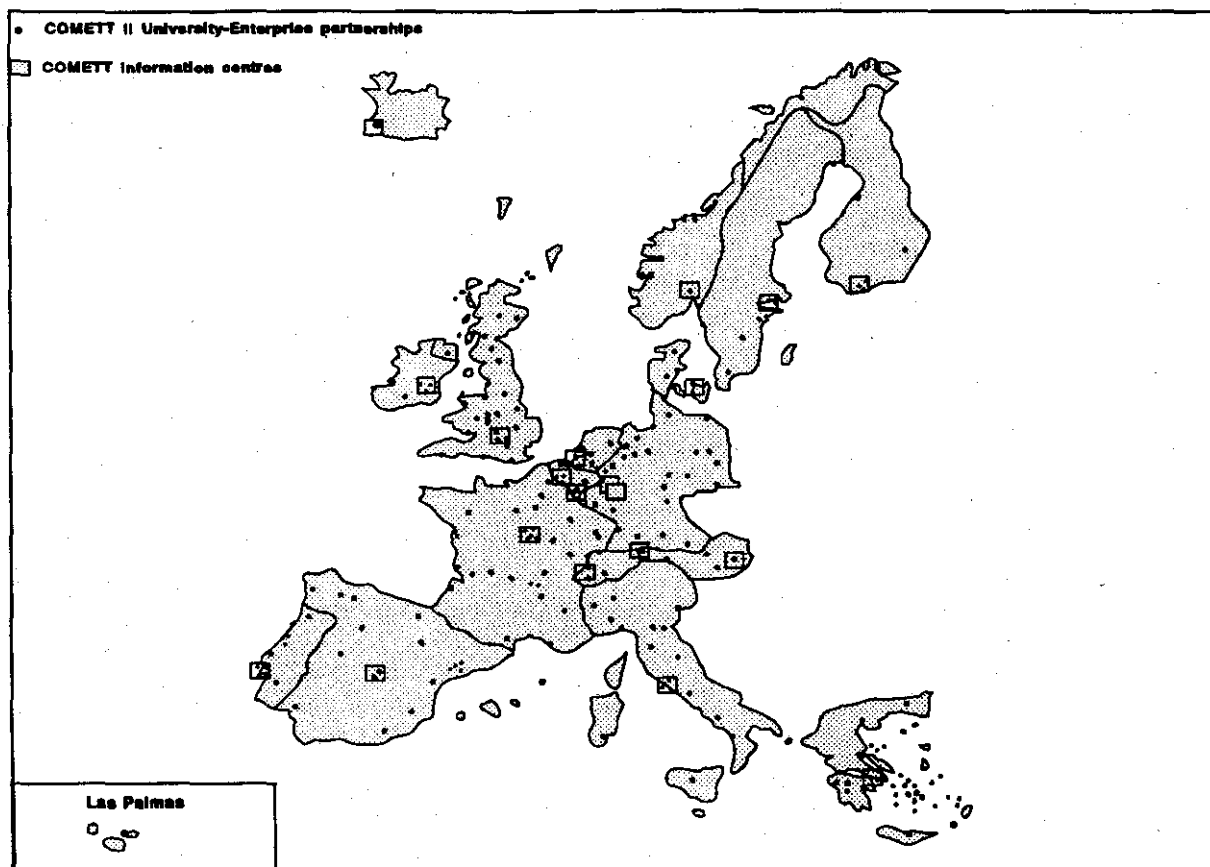 COMETT II University-Enterprise partnerships
COMETT Information centres
Las Palmas